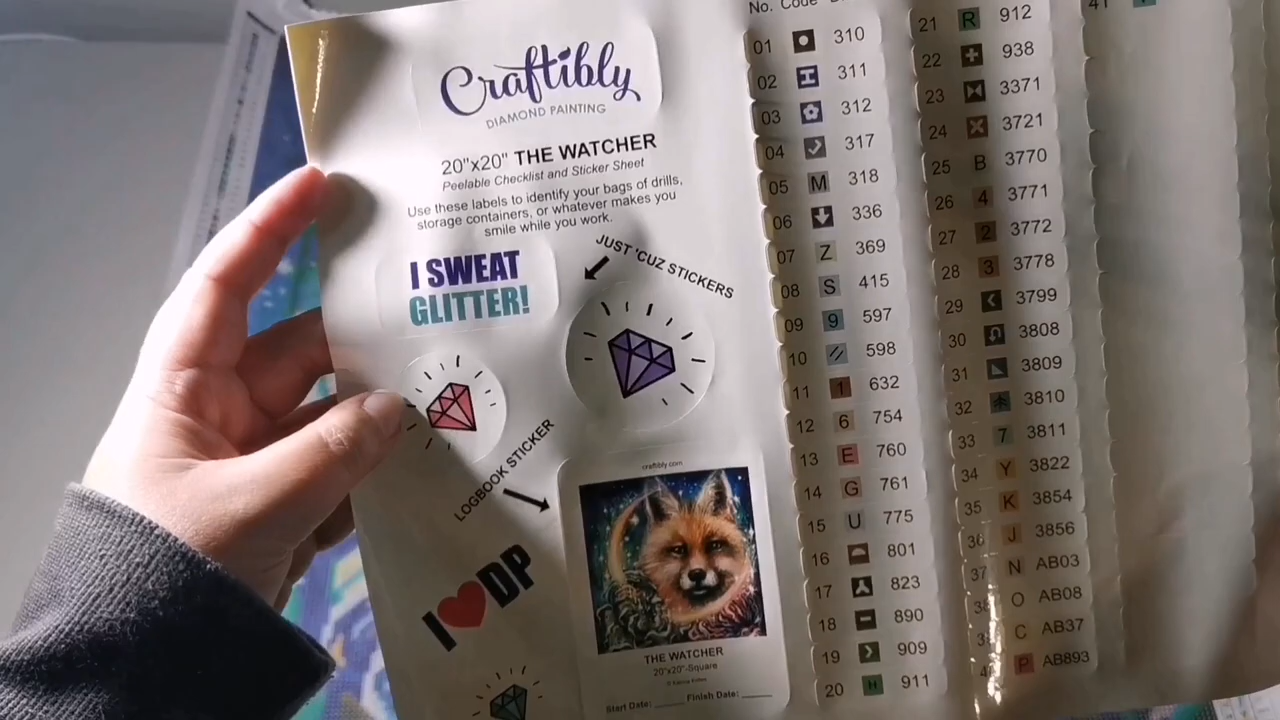 Craftibly
DIAMOND PAINTING
20"x20" THE WATCHER
Peelable Checklist and Sticker Sheet
Use these labels to identify your bags of drills,
storage containers, or whatever makes you
smile while you work.
I SWEAT
GLITTER!
JUST 'CUZ STICKERS
LOGBOOK STICKER
I DP
craftibly.com
THE WATCHER
20"x20"-Square
Start Date: ____ Finish Date: ____
No. Code
01 310
02 I 311
03 312
04 317
05 M 318
06 336
07 Z 369
08 S 415
09 9 597
10 // 598
11 1 632
12 6 754
13 E 760
14 G 761
15 U 775
16 801
17 823
18 890
19 909
20 H 911
21 R 912
22 + 938
23 3371
24 3721
25 B 3770
26 4 3771
27 2 3772
28 3 3778
29 3799
30 3808
31 3809
32 3810
33 7 3811
34 Y 3822
35 K 3854
36 J 3856
37 N AB03
38 O AB08
C AB37
P AB893
41